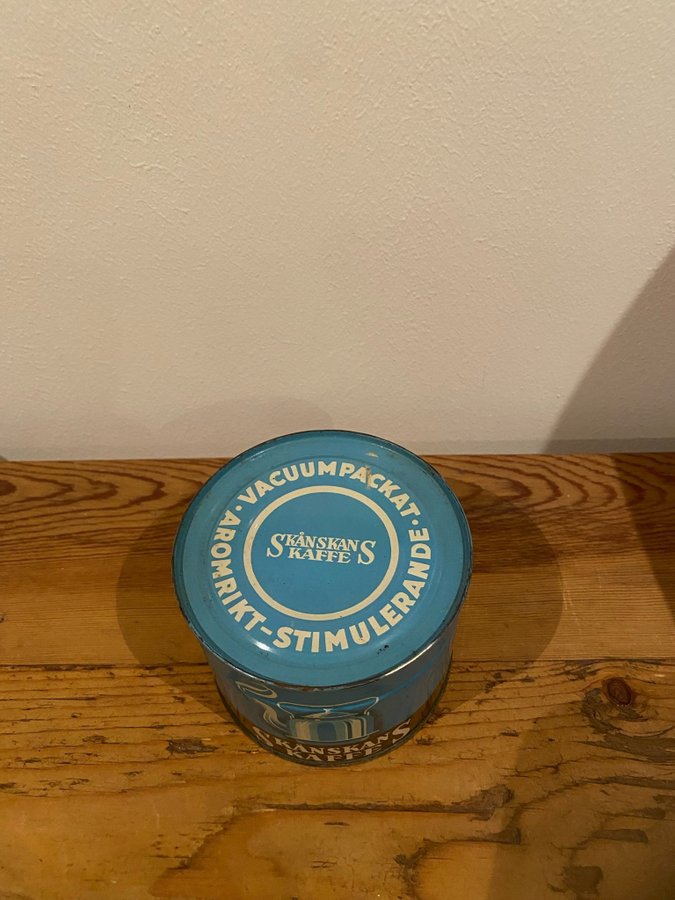 · VACUUMPACKAT ·
AROMRIKT-STIMULERANDE
SKÅNSKANS
KAFFE
SKÅNSKANS
KAFFE